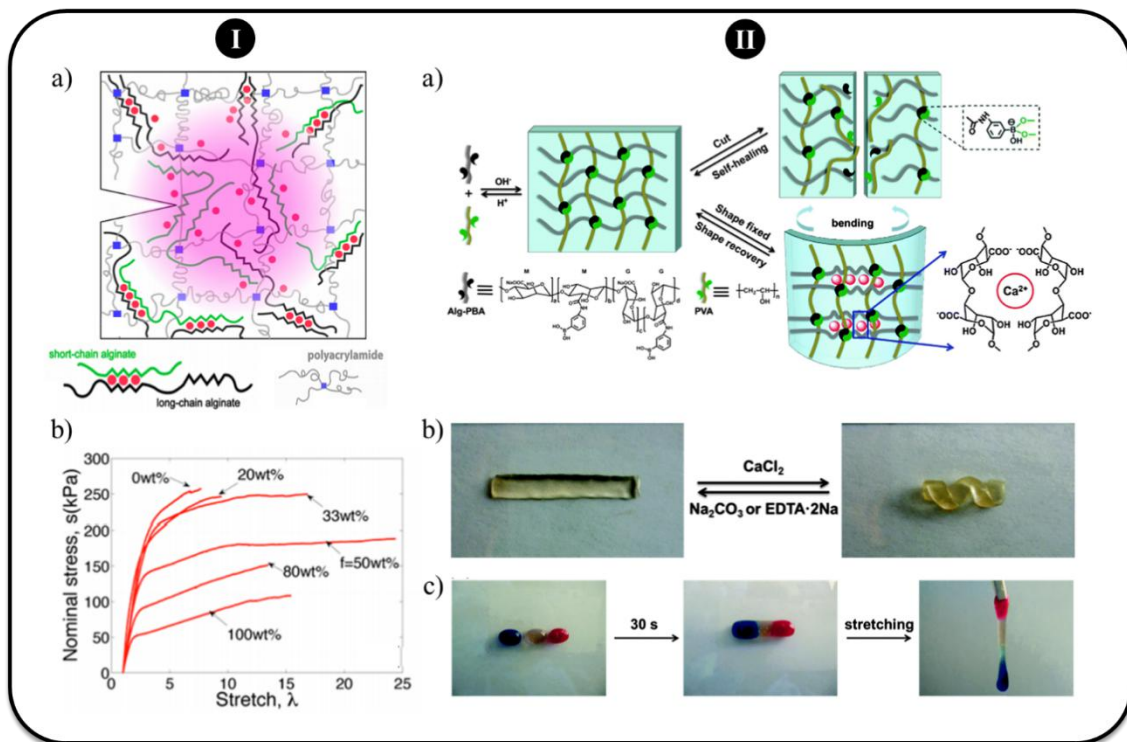 I
a)
short-chain alginate
long-chain alginate
polyacrylamide
b)
Nominal stress, s(kPa)
300
250
200
150
100
50
0
0wt%
20wt%
33wt%
f=50wt%
80wt%
100wt%
0 5 10 15 20 25
Stretch, λ
II
a)
+
OH⁻
H⁺
Cut
Self-healing
Shape fixed
Shape recovery
bending
Ca²⁺
M M G G
Alg-PBA
PVA
b)
CaCl₂
Na₂CO₃ or EDTA·2Na
c)
30 s
stretching